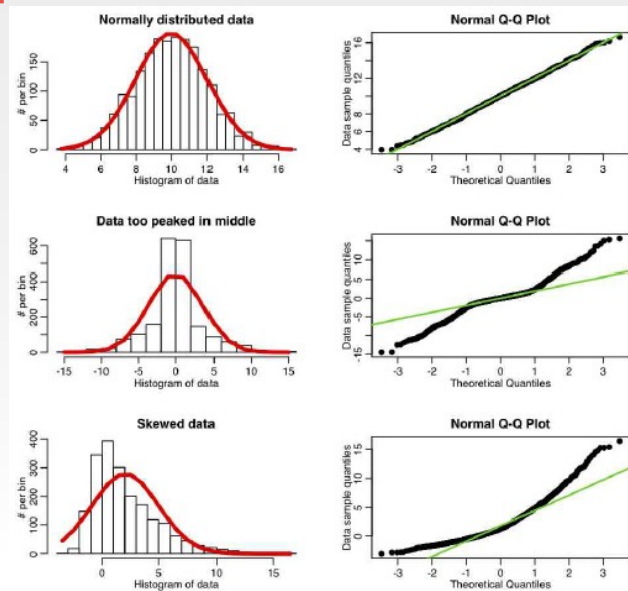 Normally distributed data
# per bin
0 50 100 150
4 6 8 10 12 14 16
Histogram of data
Normal Q-Q Plot
Data sample quantiles
4 6 8 12 16
-3 -2 -1 0 1 2 3
Theoretical Quantiles
Data too peaked in middle
# per bin
0 200 400 600
-15 -10 -5 0 5 10 15
Histogram of data
Normal Q-Q Plot
Data sample quantiles
-15 -5 0 5 10
-3 -2 -1 0 1 2 3
Theoretical Quantiles
Skewed data
# per bin
0 100 200 300 400
0 5 10 15
Histogram of data
Normal Q-Q Plot
Data sample quantiles
0 5 10 15
-3 -2 -1 0 1 2 3
Theoretical Quantiles